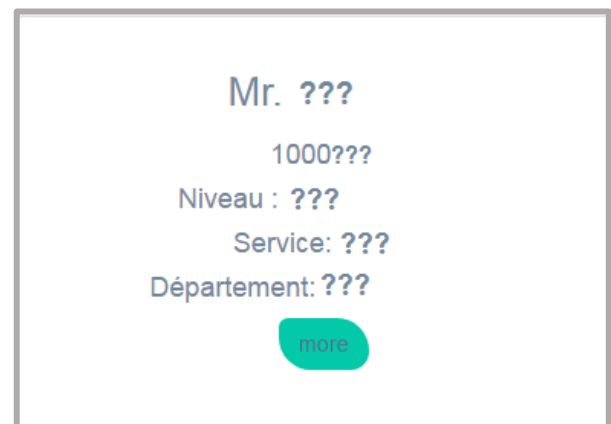 Mr. ???
1000???
Niveau : ???
Service: ???
Département: ???
more